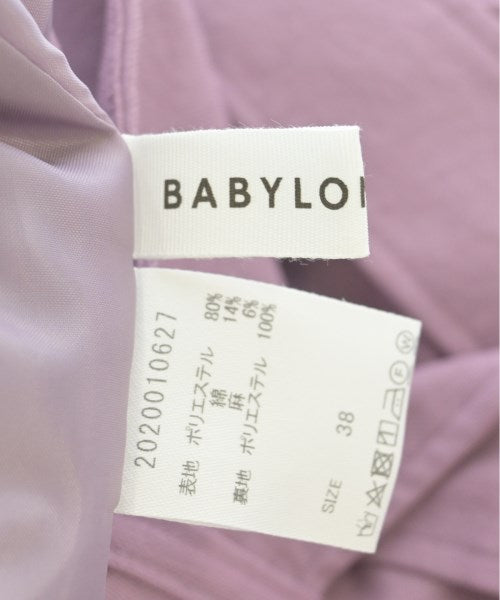 BABYLO
2020010627
表地 ポリエステル 80%
綿 14%
麻 6%
裏地 ポリエステル 100%
SIZE 38